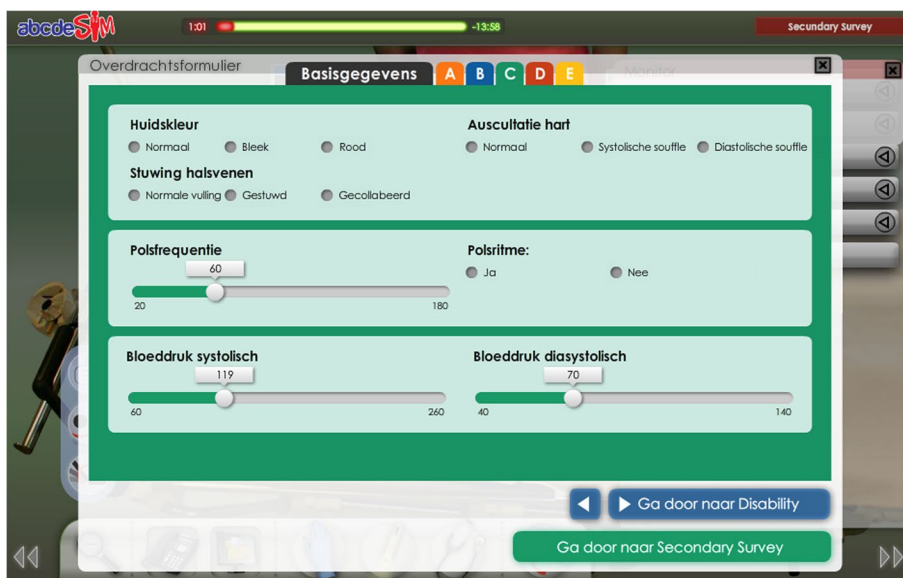 abcdeSIM
1:01
-13:58
Secundary Survey
Overdrachtsformulier
Basisgegevens
A
B
C
D
E
Monitor
Huidskleur
Normaal
Bleek
Rood
Auscultatie hart
Normaal
Systolische souffle
Diastolische souffle
Stuwing halsvenen
Normale vulling
Gestuwd
Gecollabeerd
Polsfrequentie
60
20
180
Polsritme:
Ja
Nee
Bloeddruk systolisch
119
60
260
Bloeddruk diasystolisch
70
40
140
Ga door naar Disability
Ga door naar Secondary Survey